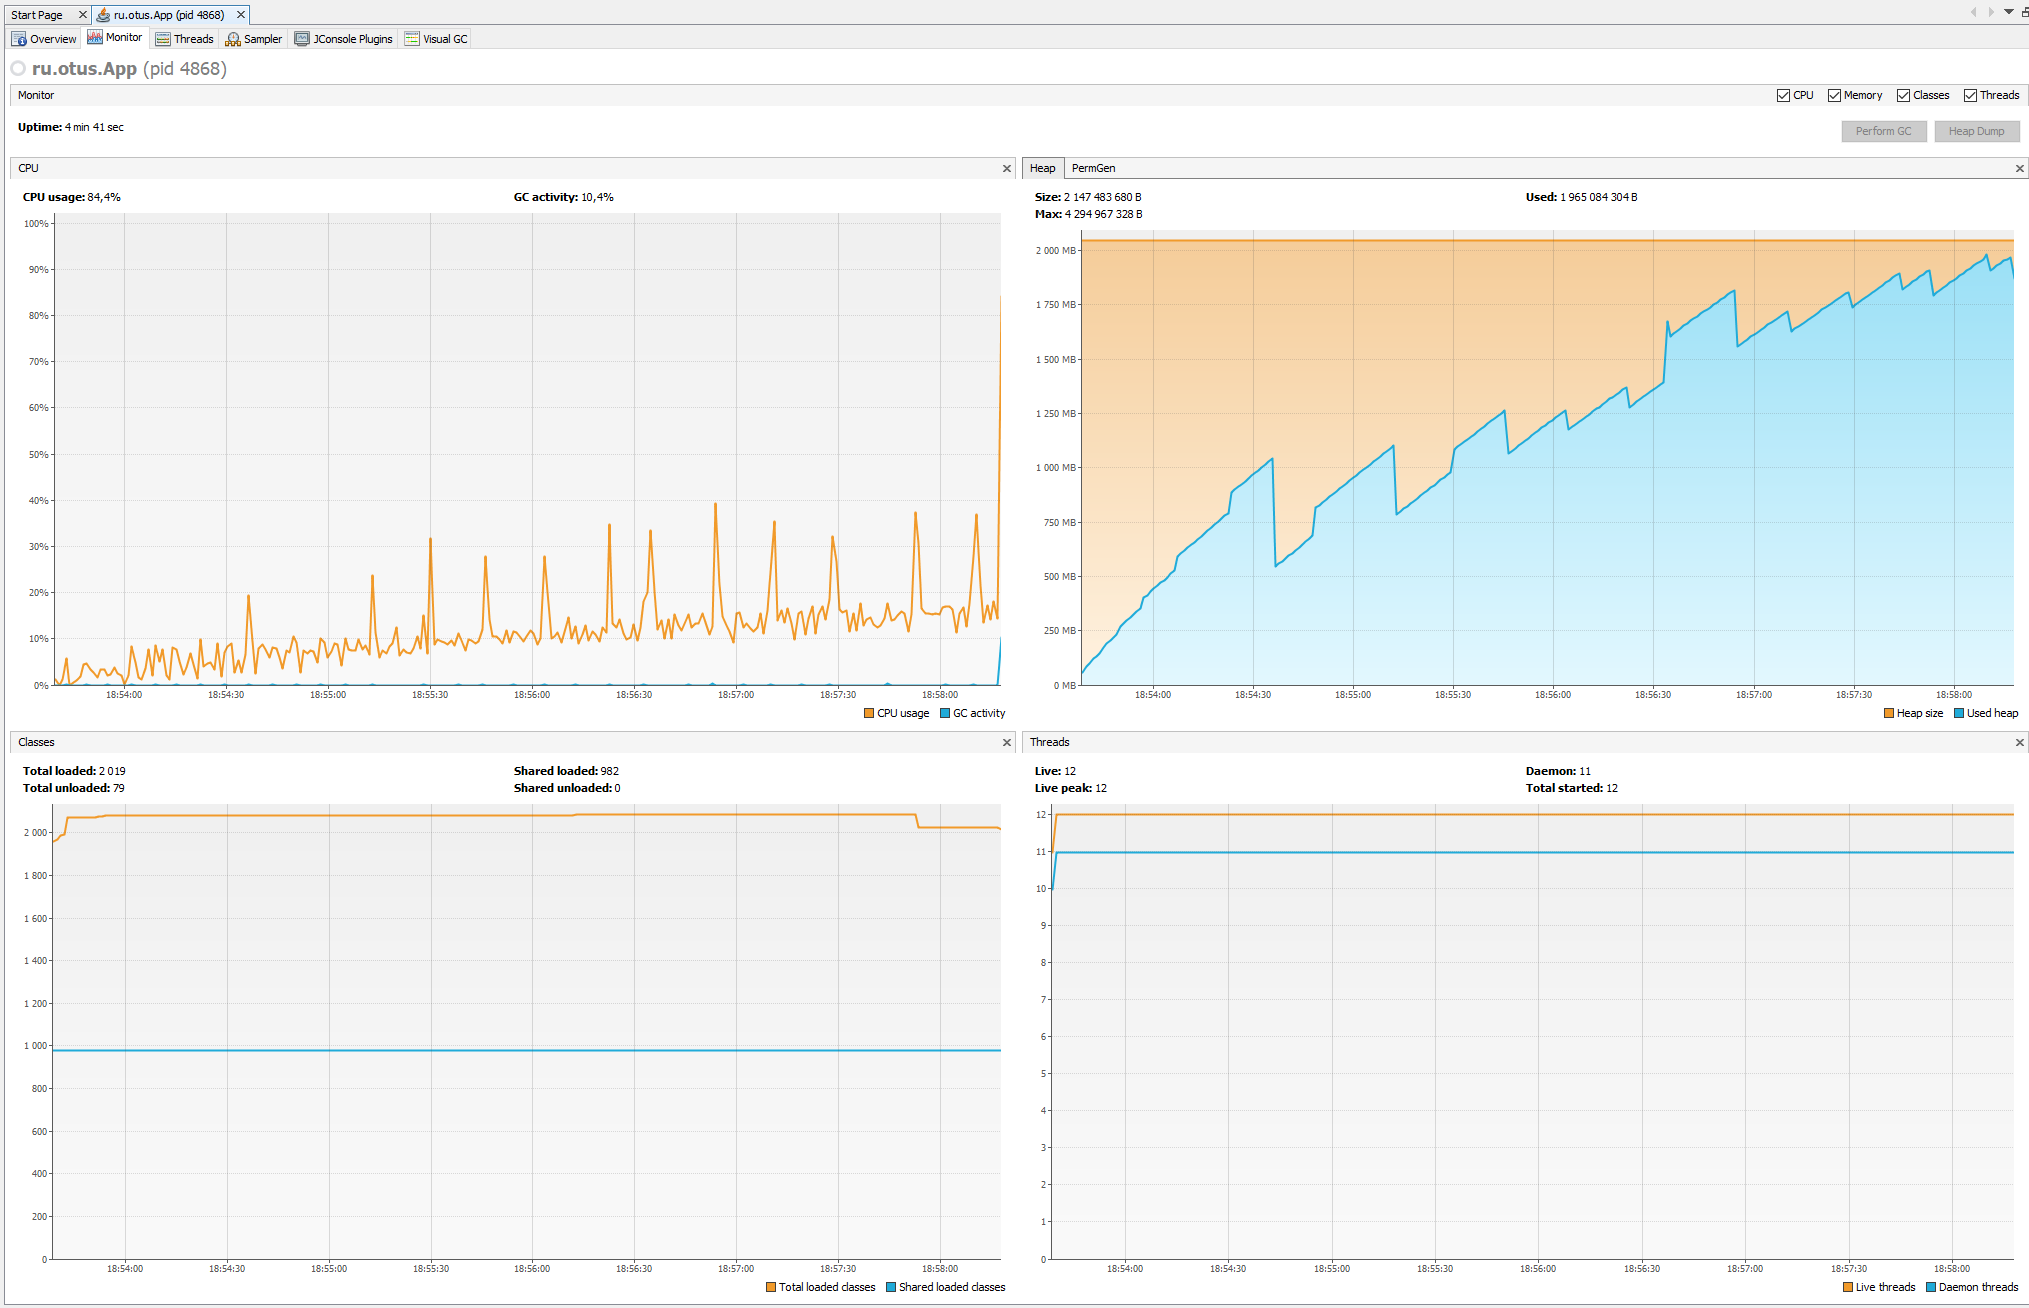 Start Page
ru.otus.App (pid 4868)
Overview
Monitor
Threads
Sampler
JConsole Plugins
Visual GC
ru.otus.App (pid 4868)
Monitor
CPU
Memory
Classes
Threads
Uptime: 4 min 41 sec
Perform GC
Heap Dump
CPU
CPU usage: 84,4%
GC activity: 10,4%
100%
90%
80%
70%
60%
50%
40%
30%
20%
10%
0%
18:54:00
18:54:30
18:55:00
18:55:30
18:56:00
18:56:30
18:57:00
18:57:30
18:58:00
CPU usage
GC activity
Heap
PermGen
Size: 2 147 483 680 B
Used: 1 965 084 304 B
Max: 4 294 967 328 B
2 000 MB
1 750 MB
1 500 MB
1 250 MB
1 000 MB
750 MB
500 MB
250 MB
0 MB
18:54:00
18:54:30
18:55:00
18:55:30
18:56:00
18:56:30
18:57:00
18:57:30
18:58:00
Heap size
Used heap
Classes
Total loaded: 2 019
Shared loaded: 982
Total unloaded: 79
Shared unloaded: 0
2 000
1 800
1 600
1 400
1 200
1 000
800
600
400
200
0
18:54:00
18:54:30
18:55:00
18:55:30
18:56:00
18:56:30
18:57:00
18:57:30
18:58:00
Total loaded classes
Shared loaded classes
Threads
Live: 12
Daemon: 11
Live peak: 12
Total started: 12
12
11
10
9
8
7
6
5
4
3
2
1
0
18:54:00
18:54:30
18:55:00
18:55:30
18:56:00
18:56:30
18:57:00
18:57:30
18:58:00
Live threads
Daemon threads